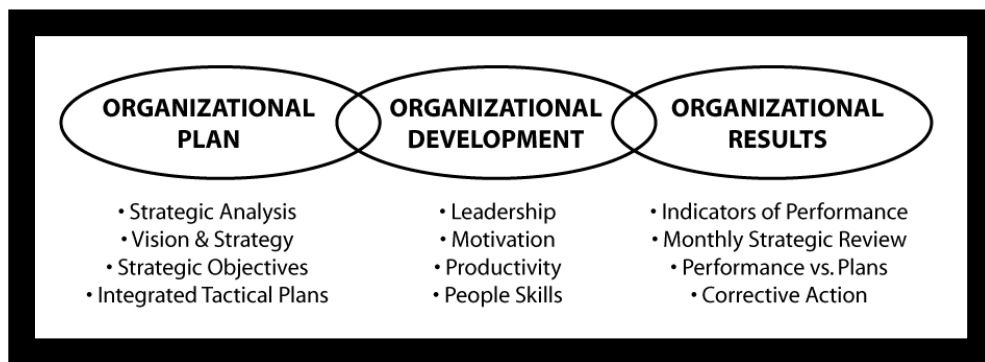 ORGANIZATIONAL
PLAN
ORGANIZATIONAL
DEVELOPMENT
ORGANIZATIONAL
RESULTS
• Strategic Analysis
• Vision & Strategy
• Strategic Objectives
• Integrated Tactical Plans
• Leadership
• Motivation
• Productivity
• People Skills
• Indicators of Performance
• Monthly Strategic Review
• Performance vs. Plans
• Corrective Action